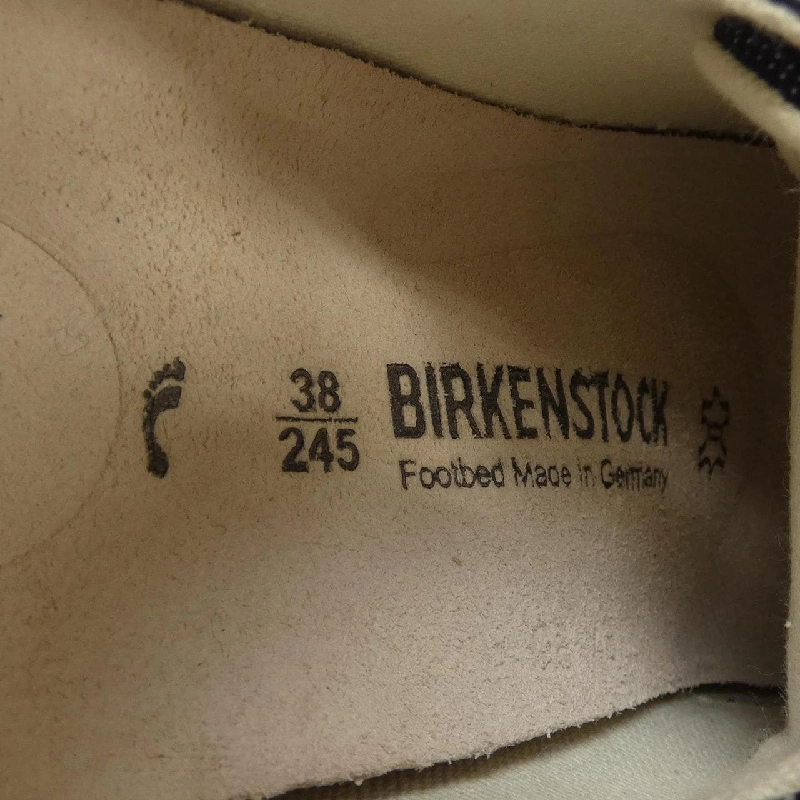 38
245
BIRKENSTOCK
Footbed Made in Germany